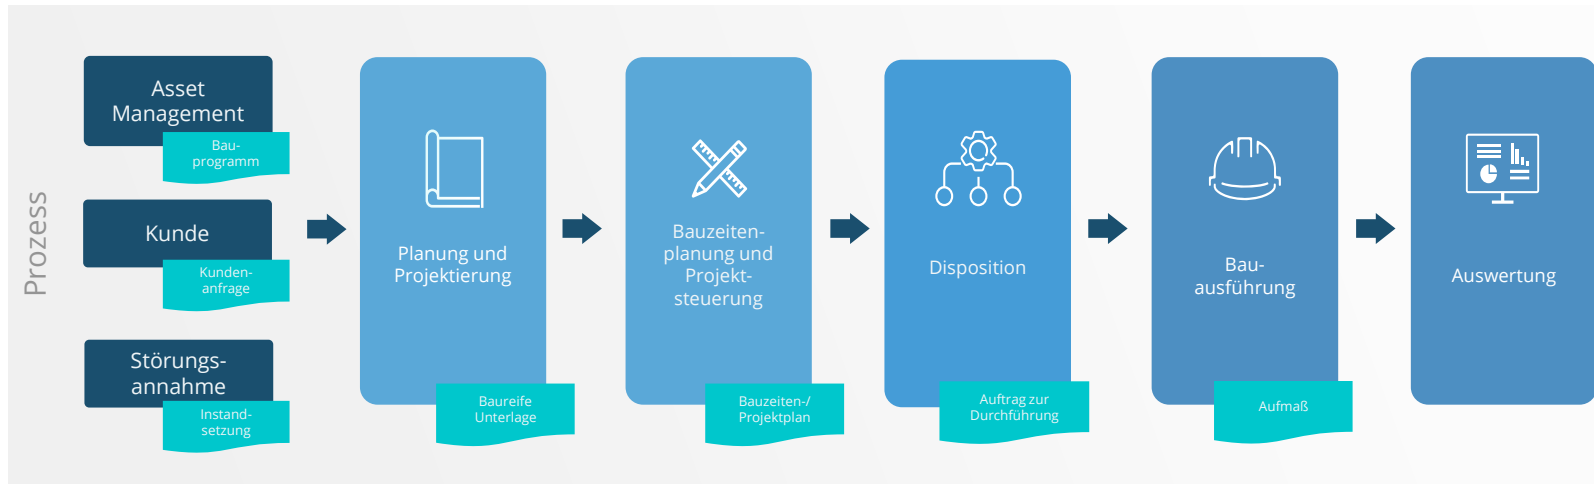 Prozess
Asset
Management
Bau-
programm
Kunde
Kunden-
anfrage
Störungs-
annahme
Instand-
setzung
Planung und
Projektierung
Baureife
Unterlage
Bauzeiten-
planung und
Projekt-
steuerung
Bauzeiten-/
Projektplan
Disposition
Auftrag zur
Durchführung
Bau-
ausführung
Aufmaß
Auswertung